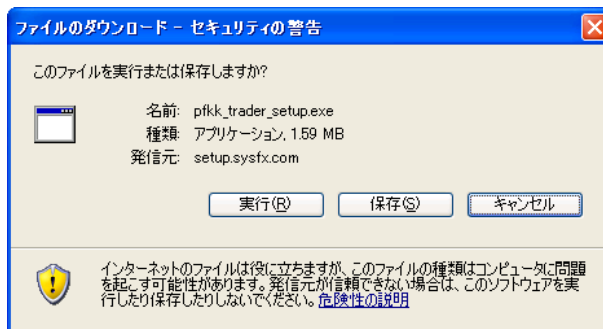 ファイルのダウンロード - セキュリティの警告
このファイルを実行または保存しますか?
名前: pfkk_trader_setup.exe
種類: アプリケーション, 1.59 MB
発信元: setup.sysfx.com
実行(R) 保存(S) キャンセル
インターネットのファイルは役に立ちますが、このファイルの種類はコンピュータに問題
を起こす可能性があります。発信元が信頼できない場合は、このソフトウェアを実
行したり保存したりしないでください。危険性の説明